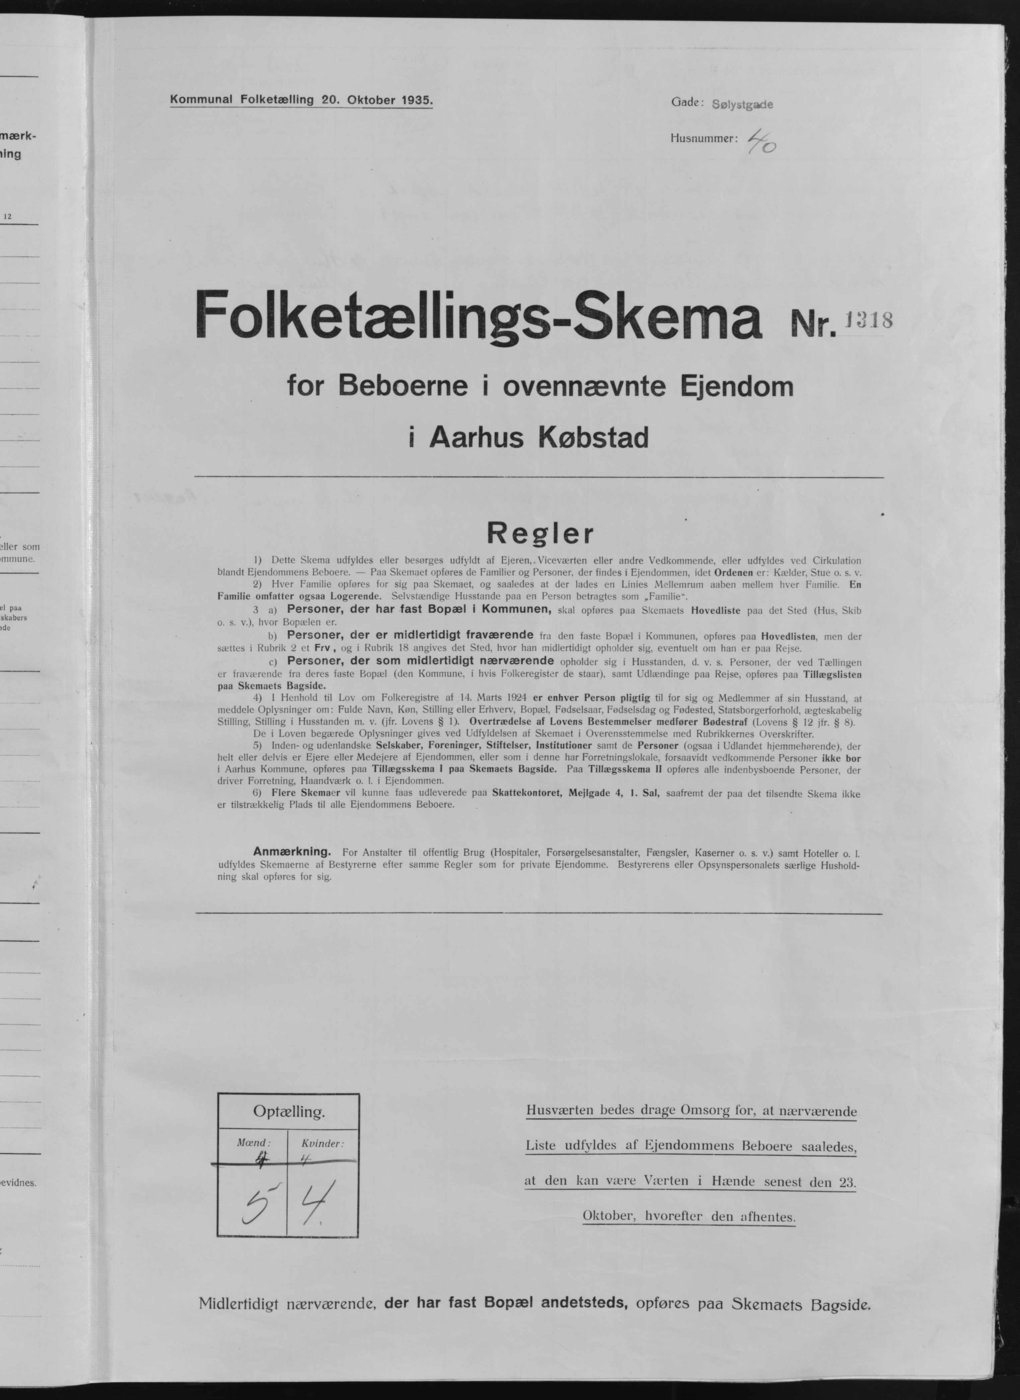 mærk-
ning
12
eller som
ommune.
el paa
skabers
evidnes.
Kommunal Folketælling 20. Oktober 1935.
Gade: Sølystgade
Husnummer: 40
Folketællings-Skema Nr. 1318
for Beboerne i ovennævnte Ejendom
i Aarhus Købstad
Regler
1) Dette Skema udfyldes eller besørges udfyldt af Ejeren, Viceværten eller andre Vedkommende, eller udfyldes ved Cirkulation
blandt Ejendommens Beboere. — Paa Skemaet opføres de Familier og Personer, der findes i Ejendommen, idet Ordenen er: Kælder, Stue o. s. v.
2) Hver Familie opføres for sig paa Skemaet, og saaledes at der lades en Linies Mellemrum aaben mellem hver Familie. En
Familie omfatter ogsaa Logerende. Selvstændige Husstande paa en Person betragtes som „Familie“.
3 a) Personer, der har fast Bopæl i Kommunen, skal opføres paa Skemaets Hovedliste paa det Sted (Hus, Skib
o. s. v.), hvor Bopælen er.
b) Personer, der er midlertidigt fraværende fra den faste Bopæl i Kommunen, opføres paa Hovedlisten, men der
sættes i Rubrik 2 et Frv, og i Rubrik 18 angives det Sted, hvor han midlertidigt opholder sig, eventuelt om han er paa Rejse.
c) Personer, der som midlertidigt nærværende opholder sig i Husstanden, d. v. s. Personer, der ved Tællingen
er fraværende fra deres faste Bopæl (den Kommune, i hvis Folkeregister de staar), samt Udlændinge paa Rejse, opføres paa Tillægslisten
paa Skemaets Bagside.
4) I Henhold til Lov om Folkeregistre af 14. Marts 1924 er enhver Person pligtig til for sig og Medlemmer af sin Husstand, at
meddele Oplysninger om: Fulde Navn, Køn, Stilling eller Erhverv, Bopæl, Fødselsaar, Fødselsdag og Fødested, Statsborgerforhold, ægteskabelig
Stilling, Stilling i Husstanden m. v. (jfr. Lovens § 1). Overtrædelse af Lovens Bestemmelser medfører Bødestraf (Lovens § 12 jfr. § 8).
De i Loven begærede Oplysninger gives ved Udfyldelsen af Skemaet i Overensstemmelse med Rubrikkernes Overskrifter.
5) Inden- og udenlandske Selskaber, Foreninger, Stiftelser, Institutioner samt de Personer (ogsaa i Udlandet hjemmehørende), der
helt eller delvis er Ejere eller Medejere af Ejendommen, eller som i denne har Forretningslokale, forsaavidt vedkommende Personer ikke bor
i Aarhus Kommune, opføres paa Tillægsskema I paa Skemaets Bagside. Paa Tillægsskema II opføres alle indenbysboende Personer, der
driver Forretning, Haandværk o. l. i Ejendommen.
6) Flere Skemaer vil kunne faas udleverede paa Skattekontoret, Mejlgade 4, 1. Sal, saafremt der paa det tilsendte Skema ikke
er tilstrækkelig Plads til alle Ejendommens Beboere.
Anmærkning. For Anstalter til offentlig Brug (Hospitaler, Forsørgelsesanstalter, Fængsler, Kaserner o. s. v.) samt Hoteller o. l.
udfyldes Skemaerne af Bestyrerne efter samme Regler som for private Ejendomme. Bestyrerens eller Opsynspersonalets særlige Hushold-
ning skal opføres for sig.
Optælling.
Mænd: Kvinder:
4 4
5 4
Husværten bedes drage Omsorg for, at nærværende
Liste udfyldes af Ejendommens Beboere saaledes,
at den kan være Værten i Hænde senest den 23.
Oktober, hvorefter den afhentes.
Midlertidigt nærværende, der har fast Bopæl andetsteds, opføres paa Skemaets Bagside.